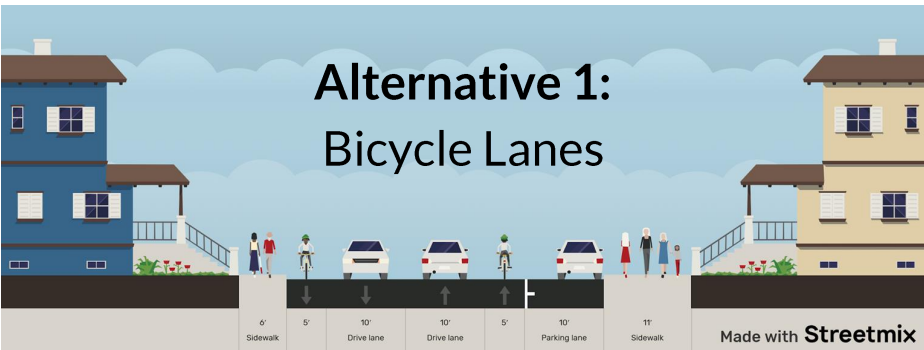 Alternative 1:
Bicycle Lanes
6' 5' 10' 10' 5' 10' 11'
Sidewalk Drive lane Drive lane Parking lane Sidewalk
Made with Streetmix